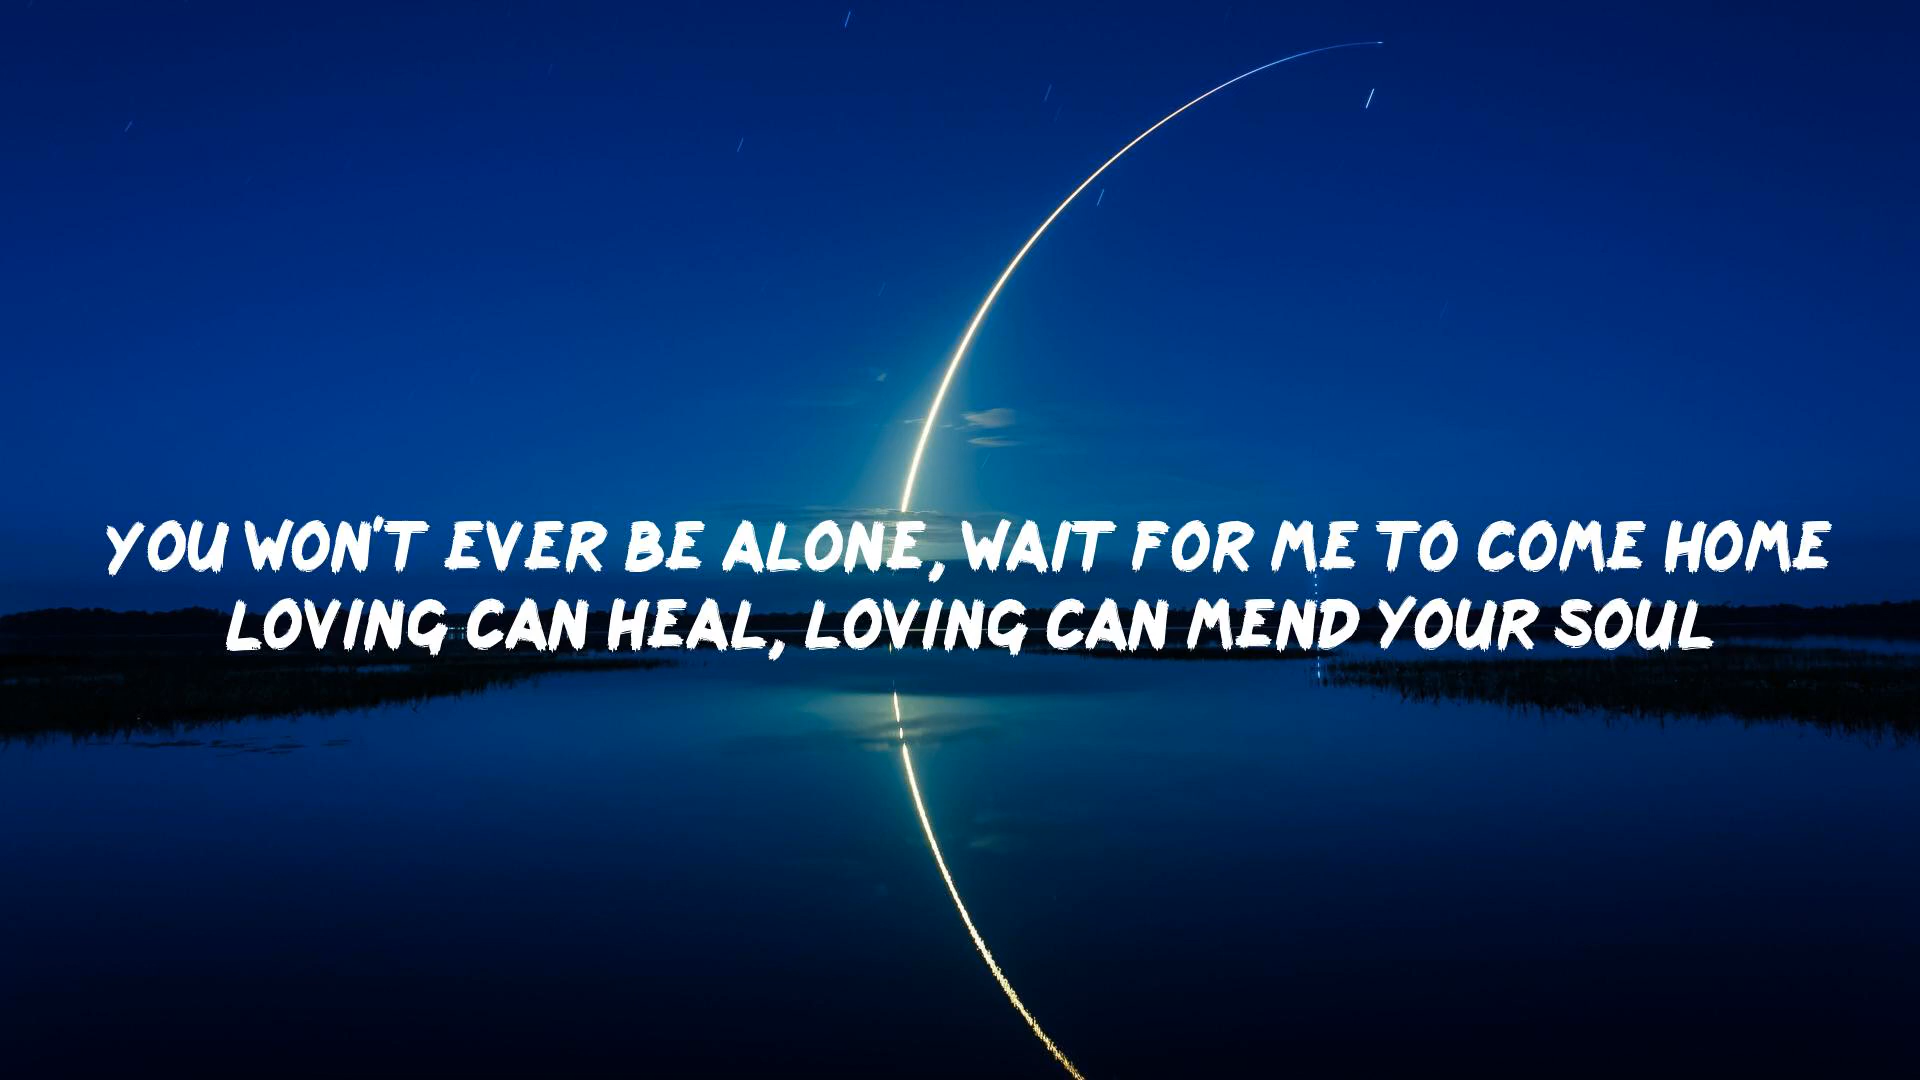 YOU WON'T EVER BE ALONE, WAIT FOR ME TO COME HOME
LOVING CAN HEAL, LOVING CAN MEND YOUR SOUL